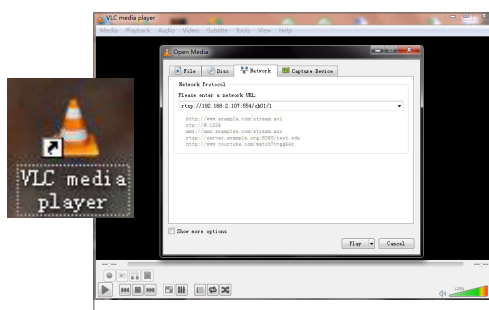 VLC media player
Media Playback Audio Video Subtitle Tools View Help
Open Media
File Disc Network Capture Device
Network Protocol
Please enter a network URL:
rtsp://192.168.2.107:554/ch01/1
http://www.example.com/stream.avi
rtp://@:1234
mms://mms.examples.com/stream.asx
rtsp://server.example.org:8080/test.sdp
http://www.yourtube.com/watch?v=gg64x
Show more options
Play Cancel
VLC media
player